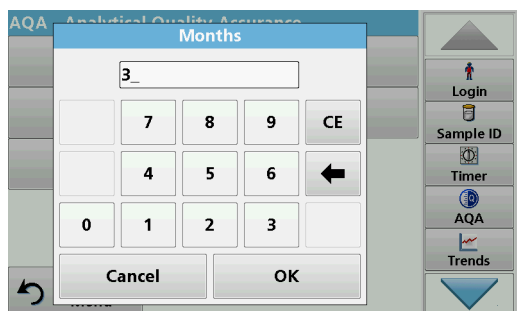 AQA - Analytical Quality Assurance
Months
3_
7 8 9 CE
4 5 6
0 1 2 3
Cancel OK
Menu
Login
Sample ID
Timer
AQA
Trends